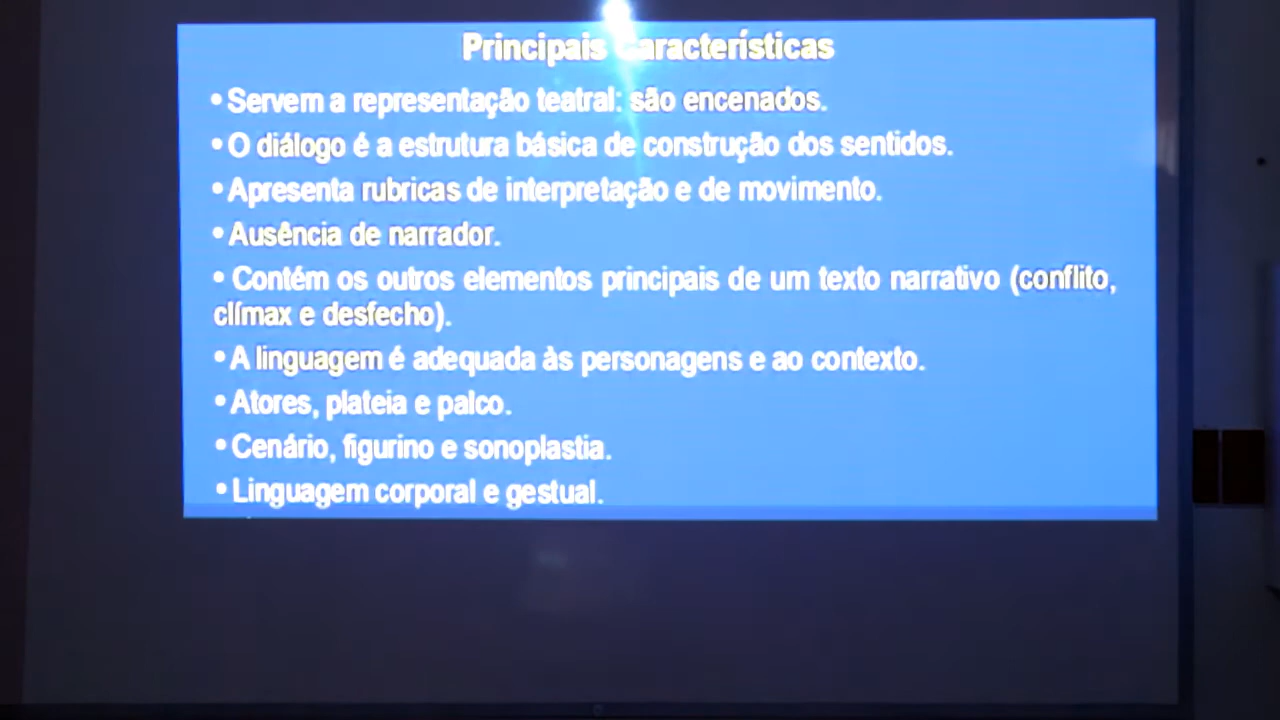 Principais Características
• Servem a representação teatral: são encenados.
• O diálogo é a estrutura básica de construção dos sentidos.
• Apresenta rubricas de interpretação e de movimento.
• Ausência de narrador.
• Contém os outros elementos principais de um texto narrativo (conflito,
clímax e desfecho).
• A linguagem é adequada às personagens e ao contexto.
• Atores, plateia e palco.
• Cenário, figurino e sonoplastia.
• Linguagem corporal e gestual.